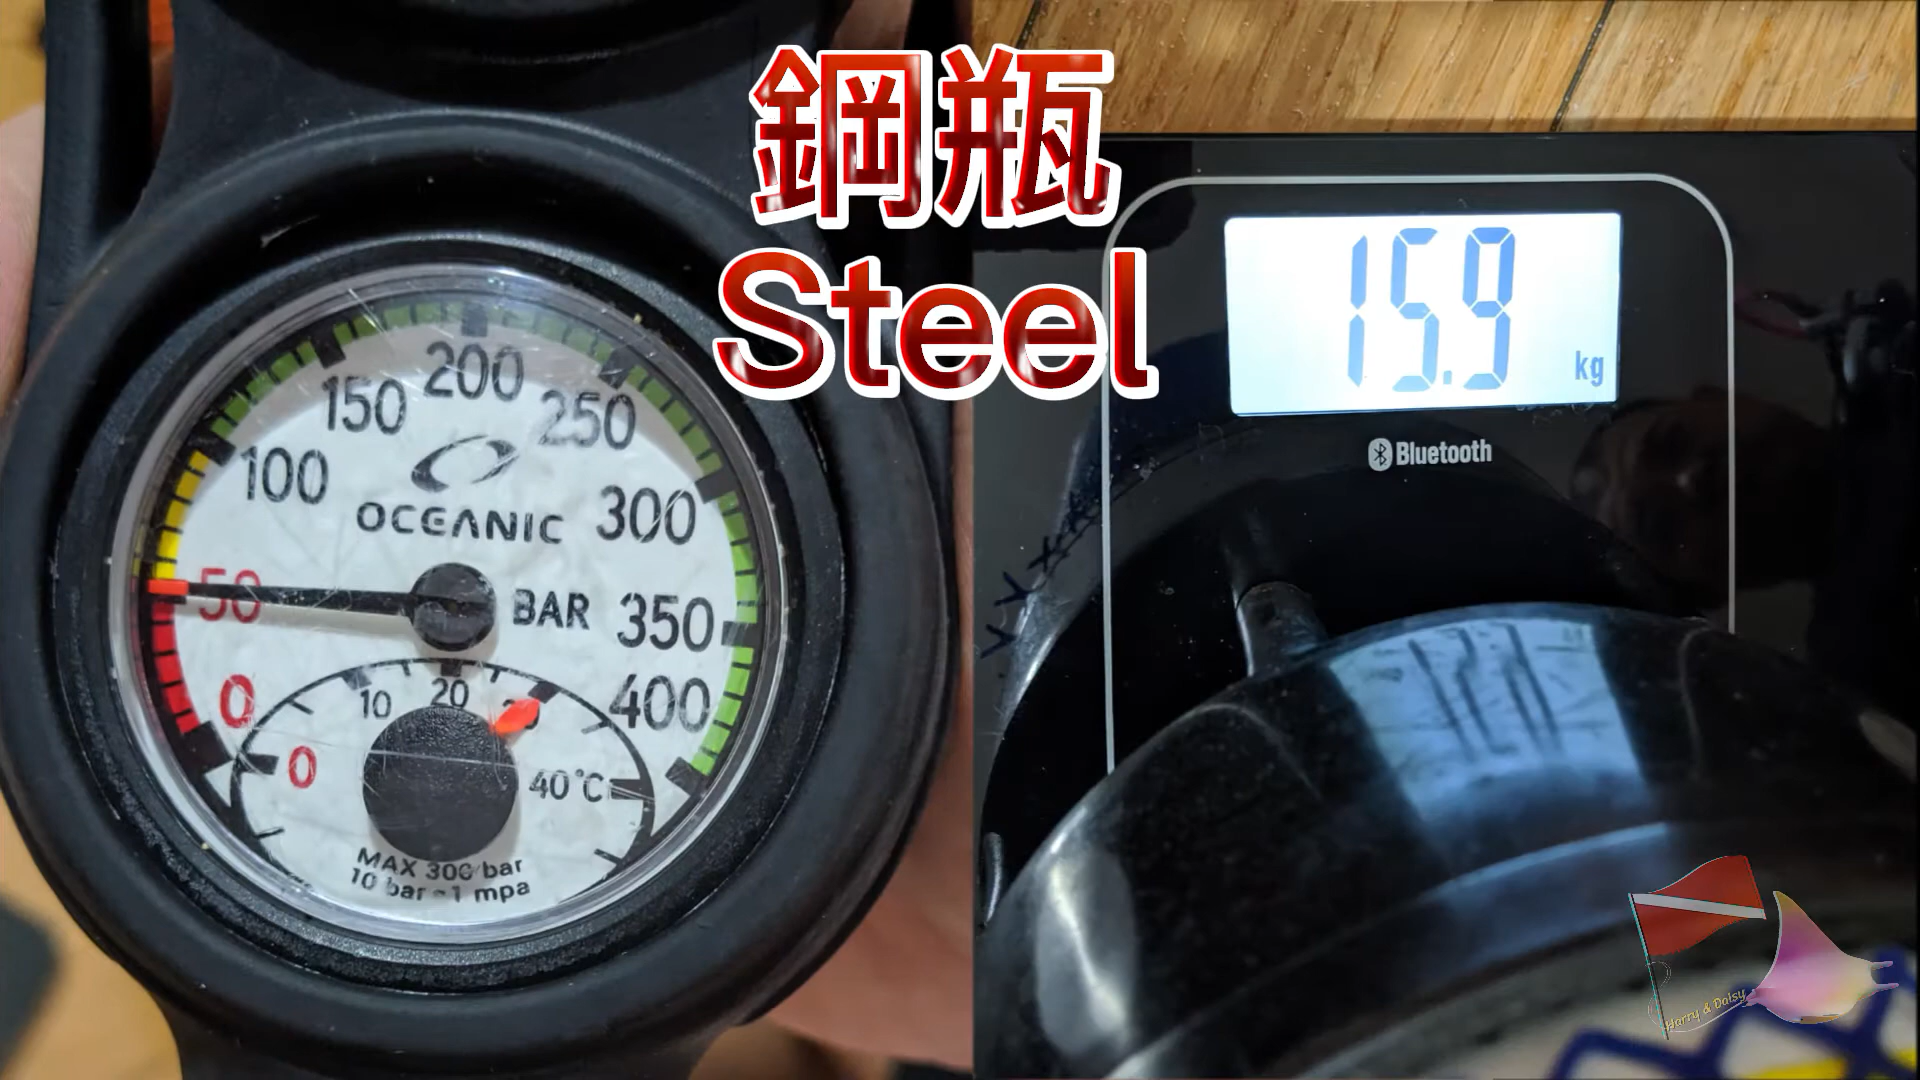 鋼瓶
Steel
200
150
250
100
OCEANIC
300
50
BAR
350
0
400
10
20
0
40°C
MAX 300 bar
10 bar = 1 mpa
15.9
kg
Bluetooth
Harry & Daisy